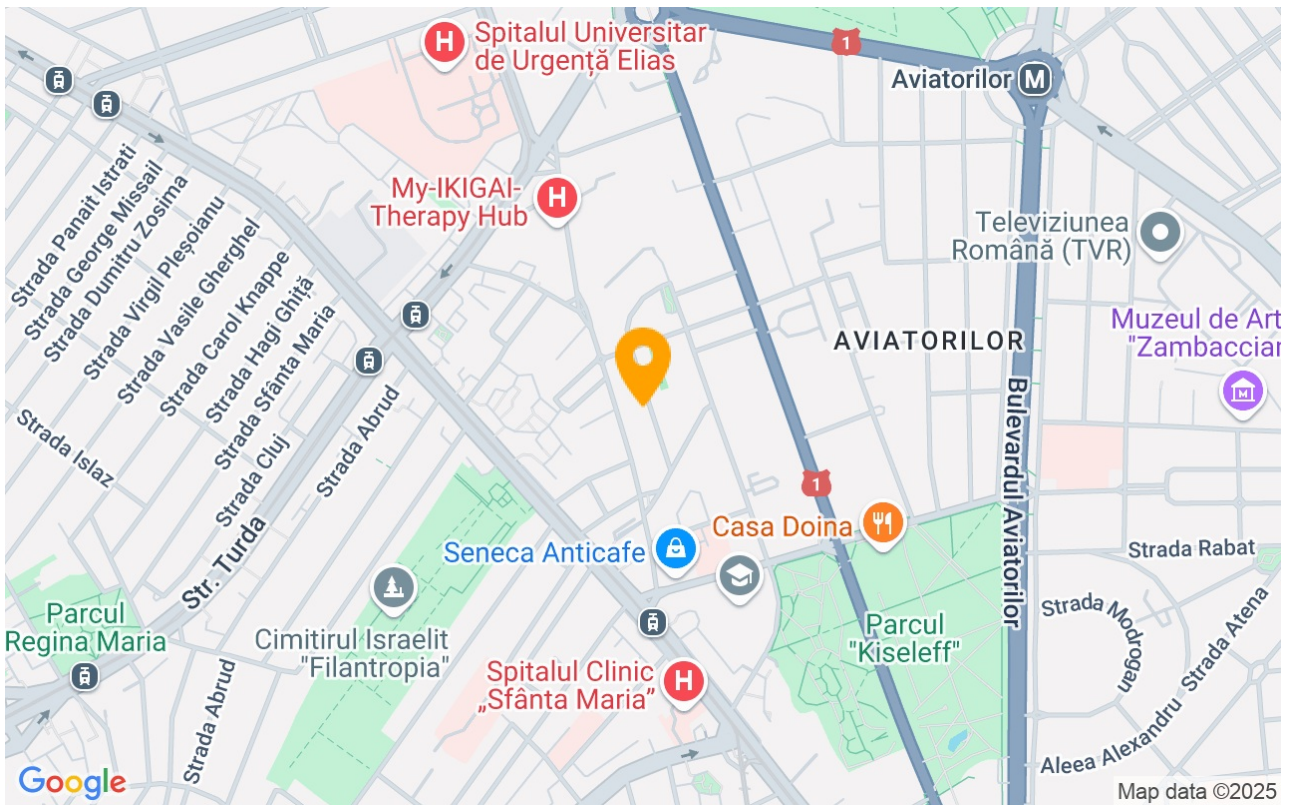 Spitalul Universitar
de Urgență Elias
1
Aviatorilor
M
H
My-IKIGAI-
Therapy Hub
H
Televiziunea
Română (TVR)
Strada Panait Istrati
Strada George Missail
Strada Dumitru Zosima
Strada Virgil Pleșoianu
Strada Vasile Gherghel
Strada Carol Knappe
Strada Hagi Ghiță
Strada Sfânta Maria
Strada Cluj
Strada Abrud
Strada Islaz
Str. Turda
AVIATORILOR
Muzeul de Art
"Zambaccian
M
Bulevardul Aviatorilor
1
Casa Doina
Seneca Anticafe
Strada Rabat
Strada Modrogan
Strada Atena
Aleea Alexandru
Parcul
Regina Maria
Cimitirul Israelit
"Filantropia"
Parcul
"Kiseleff"
Spitalul Clinic
„Sfânta Maria”
H
Strada Abrud
Google
Map data ©2025